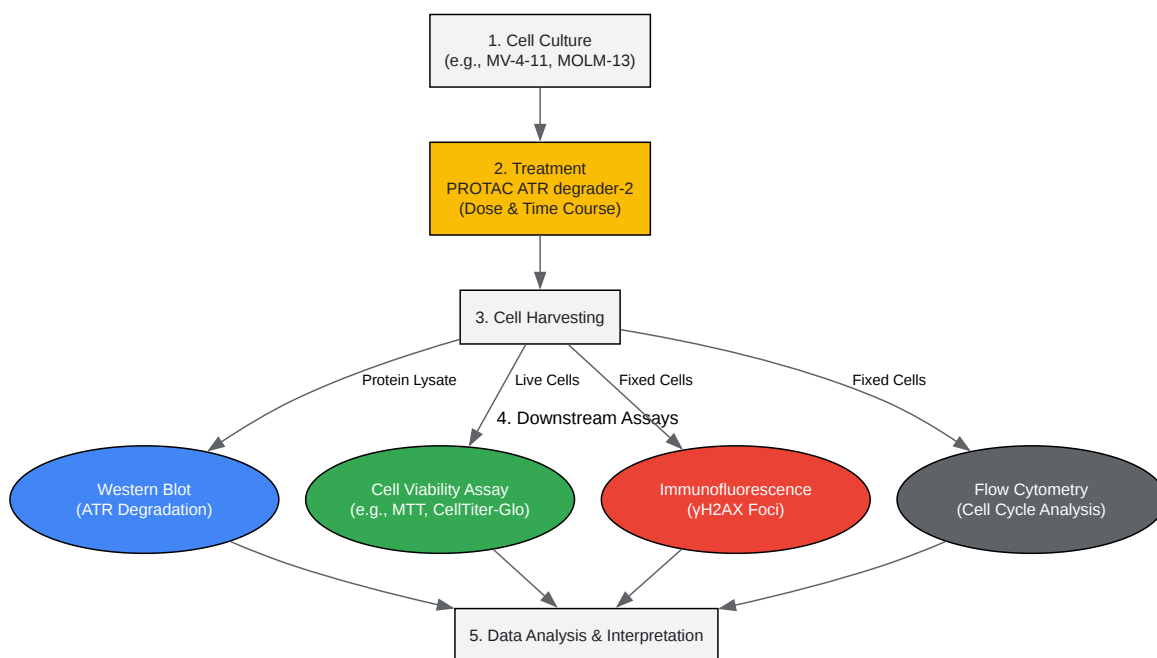 1. Cell Culture
(e.g., MV-4-11, MOLM-13)
2. Treatment
PROTAC ATR degrader-2
(Dose & Time Course)
3. Cell Harvesting
Protein Lysate
Live Cells
Fixed Cells
Fixed Cells
4. Downstream Assays
Western Blot
(ATR Degradation)
Cell Viability Assay
(e.g., MTT, CellTiter-Glo)
Immunofluorescence
(γH2AX Foci)
Flow Cytometry
(Cell Cycle Analysis)
5. Data Analysis & Interpretation